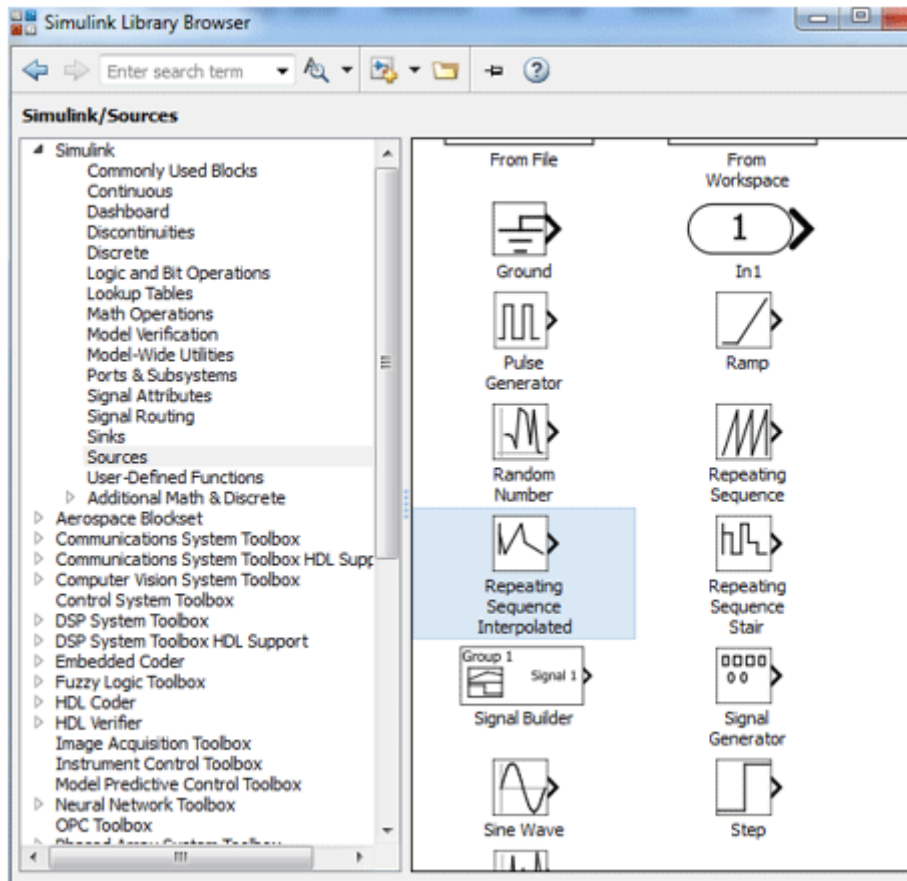 Simulink Library Browser
Enter search term
Simulink/Sources
Simulink
Commonly Used Blocks
Continuous
Dashboard
Discontinuities
Discrete
Logic and Bit Operations
Lookup Tables
Math Operations
Model Verification
Model-Wide Utilities
Ports & Subsystems
Signal Attributes
Signal Routing
Sinks
Sources
User-Defined Functions
Additional Math & Discrete
Aerospace Blockset
Communications System Toolbox
Communications System Toolbox HDL Supp
Computer Vision System Toolbox
Control System Toolbox
DSP System Toolbox
DSP System Toolbox HDL Support
Embedded Coder
Fuzzy Logic Toolbox
HDL Coder
HDL Verifier
Image Acquisition Toolbox
Instrument Control Toolbox
Model Predictive Control Toolbox
Neural Network Toolbox
OPC Toolbox
Phased Array System Toolbox
From File
From
Workspace
Ground
1
In1
Pulse
Generator
Ramp
Random
Number
Repeating
Sequence
Repeating
Sequence
Interpolated
Repeating
Sequence
Stair
Group 1
Signal 1
Signal Builder
Signal
Generator
Sine Wave
Step